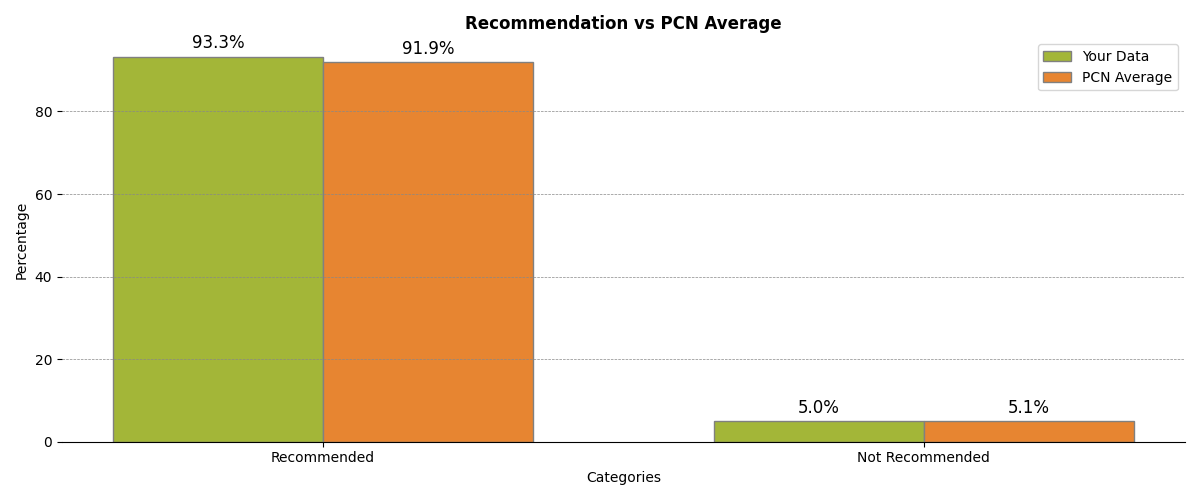 Recommendation vs PCN Average
93.3%
91.9%
Your Data
PCN Average
80
60
40
20
0
Percentage
5.0%
5.1%
Recommended
Not Recommended
Categories